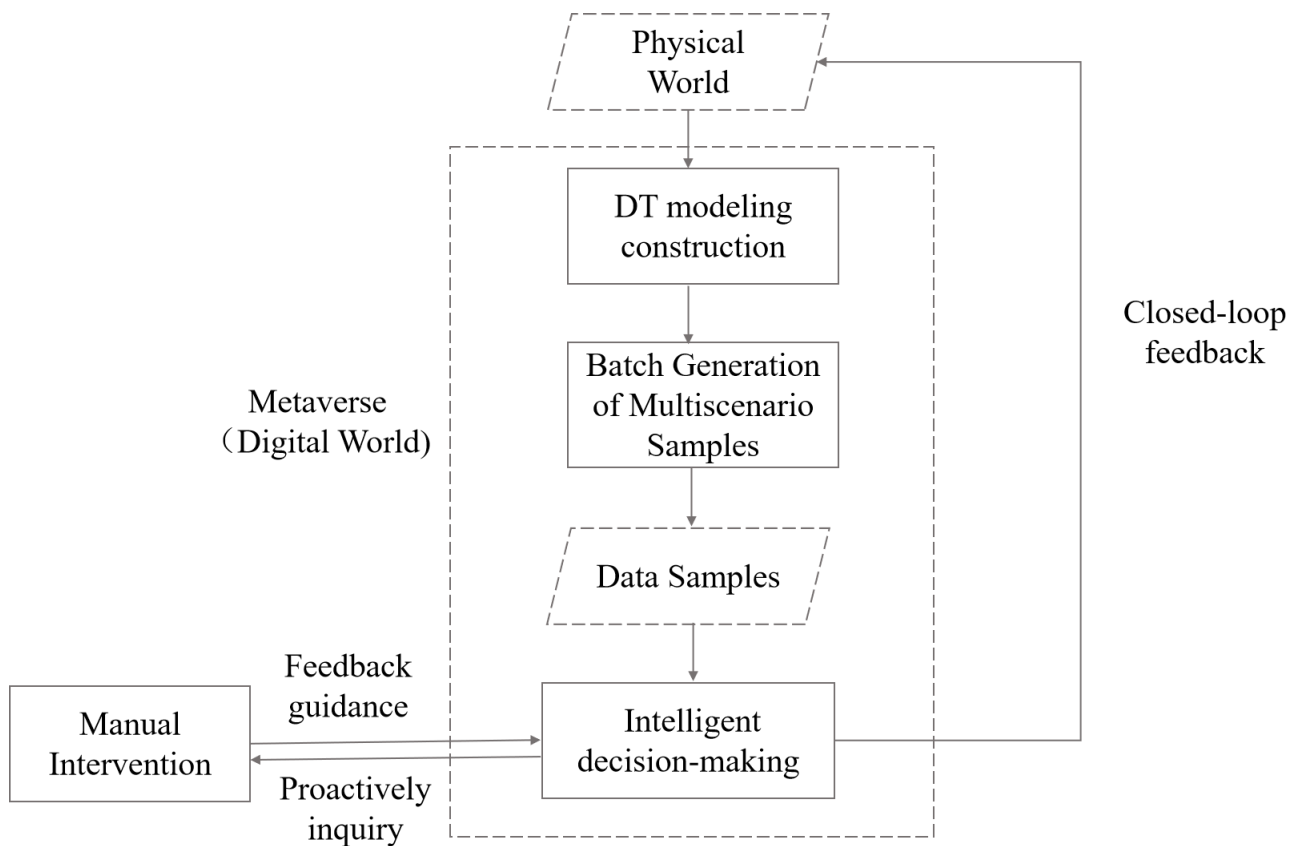 Physical
World
DT modeling
construction
Closed-loop
feedback
Batch Generation
of Multiscenario
Samples
Metaverse
（Digital World)
Data Samples
Feedback
guidance
Manual
Intervention
Intelligent
decision-making
Proactively
inquiry